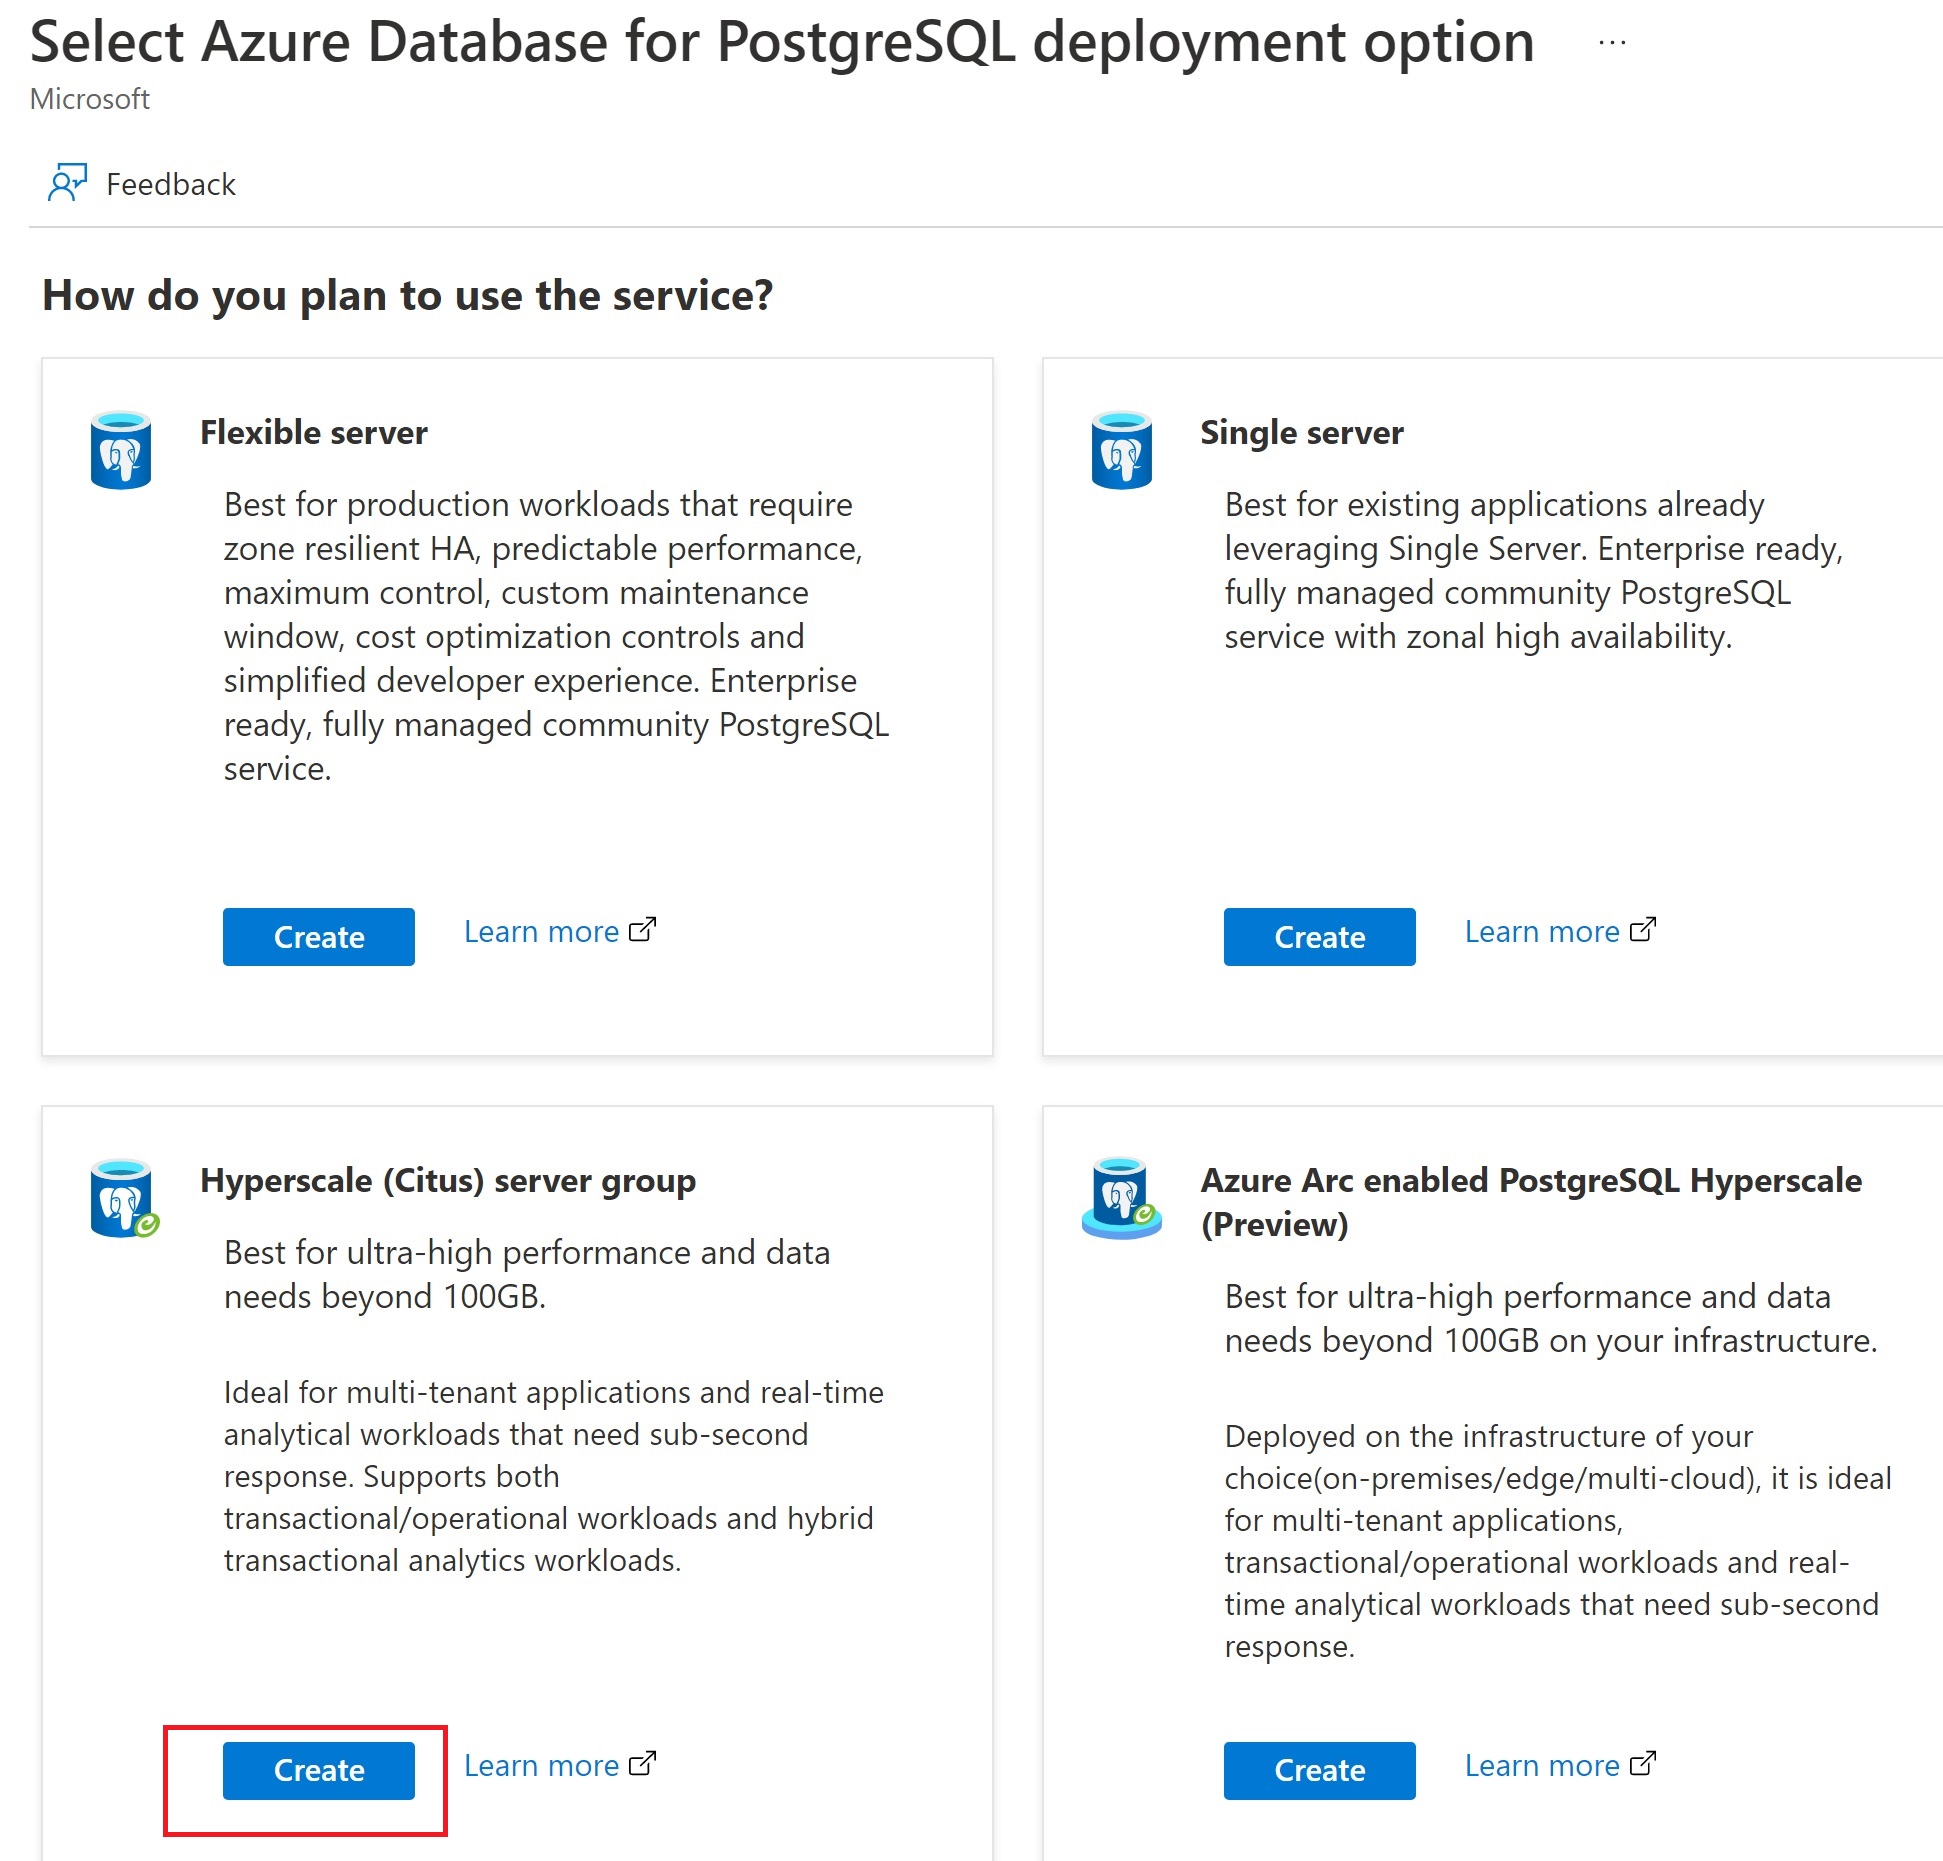 Select Azure Database for PostgreSQL deployment option ...
Microsoft
Feedback
How do you plan to use the service?
Flexible server
Best for production workloads that require
zone resilient HA, predictable performance,
maximum control, custom maintenance
window, cost optimization controls and
simplified developer experience. Enterprise
ready, fully managed community PostgreSQL
service.
Create Learn more
Single server
Best for existing applications already
leveraging Single Server. Enterprise ready,
fully managed community PostgreSQL
service with zonal high availability.
Create Learn more
Hyperscale (Citus) server group
Best for ultra-high performance and data
needs beyond 100GB.
Ideal for multi-tenant applications and real-time
analytical workloads that need sub-second
response. Supports both
transactional/operational workloads and hybrid
transactional analytics workloads.
Create Learn more
Azure Arc enabled PostgreSQL Hyperscale
(Preview)
Best for ultra-high performance and data
needs beyond 100GB on your infrastructure.
Deployed on the infrastructure of your
choice(on-premises/edge/multi-cloud), it is ideal
for multi-tenant applications,
transactional/operational workloads and real-
time analytical workloads that need sub-second
response.
Create Learn more